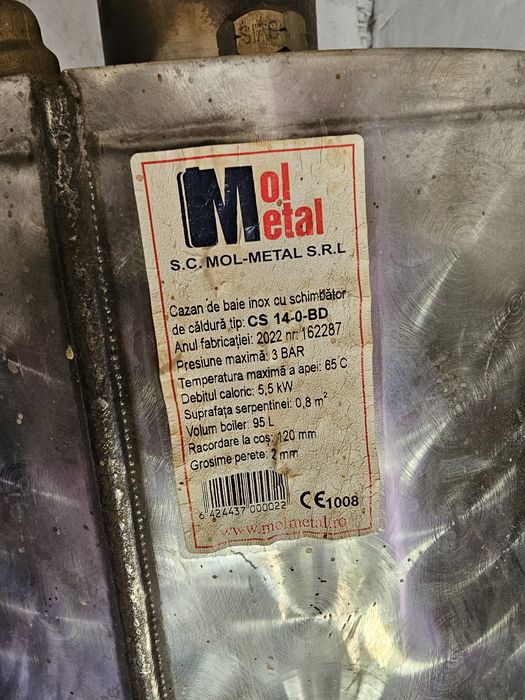 Mol
Metal
S.C. MOL-METAL S.R.L
Cazan de baie inox cu schimbător
de căldură tip: CS 14-0-BD
Anul fabricației: 2022 nr: 162287
Presiune maximă: 3 BAR
Temperatura maximă a apei: 65 C
Debitul caloric: 5,5 kW
Suprafața serpentinei: 0,8 m²
Volum boiler: 95 L
Racordare la coș: 120 mm
Grosime perete: 2 mm
6 424437 000022
CE 1008
www.molmetal.ro